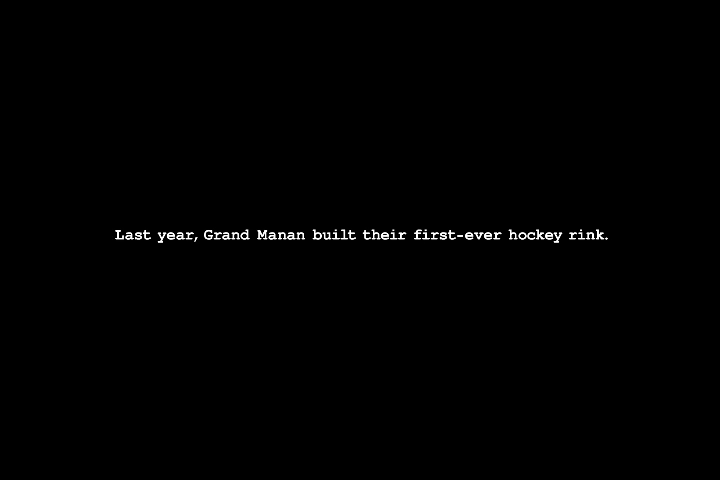 Last year, Grand Manan built their first-ever hockey rink.